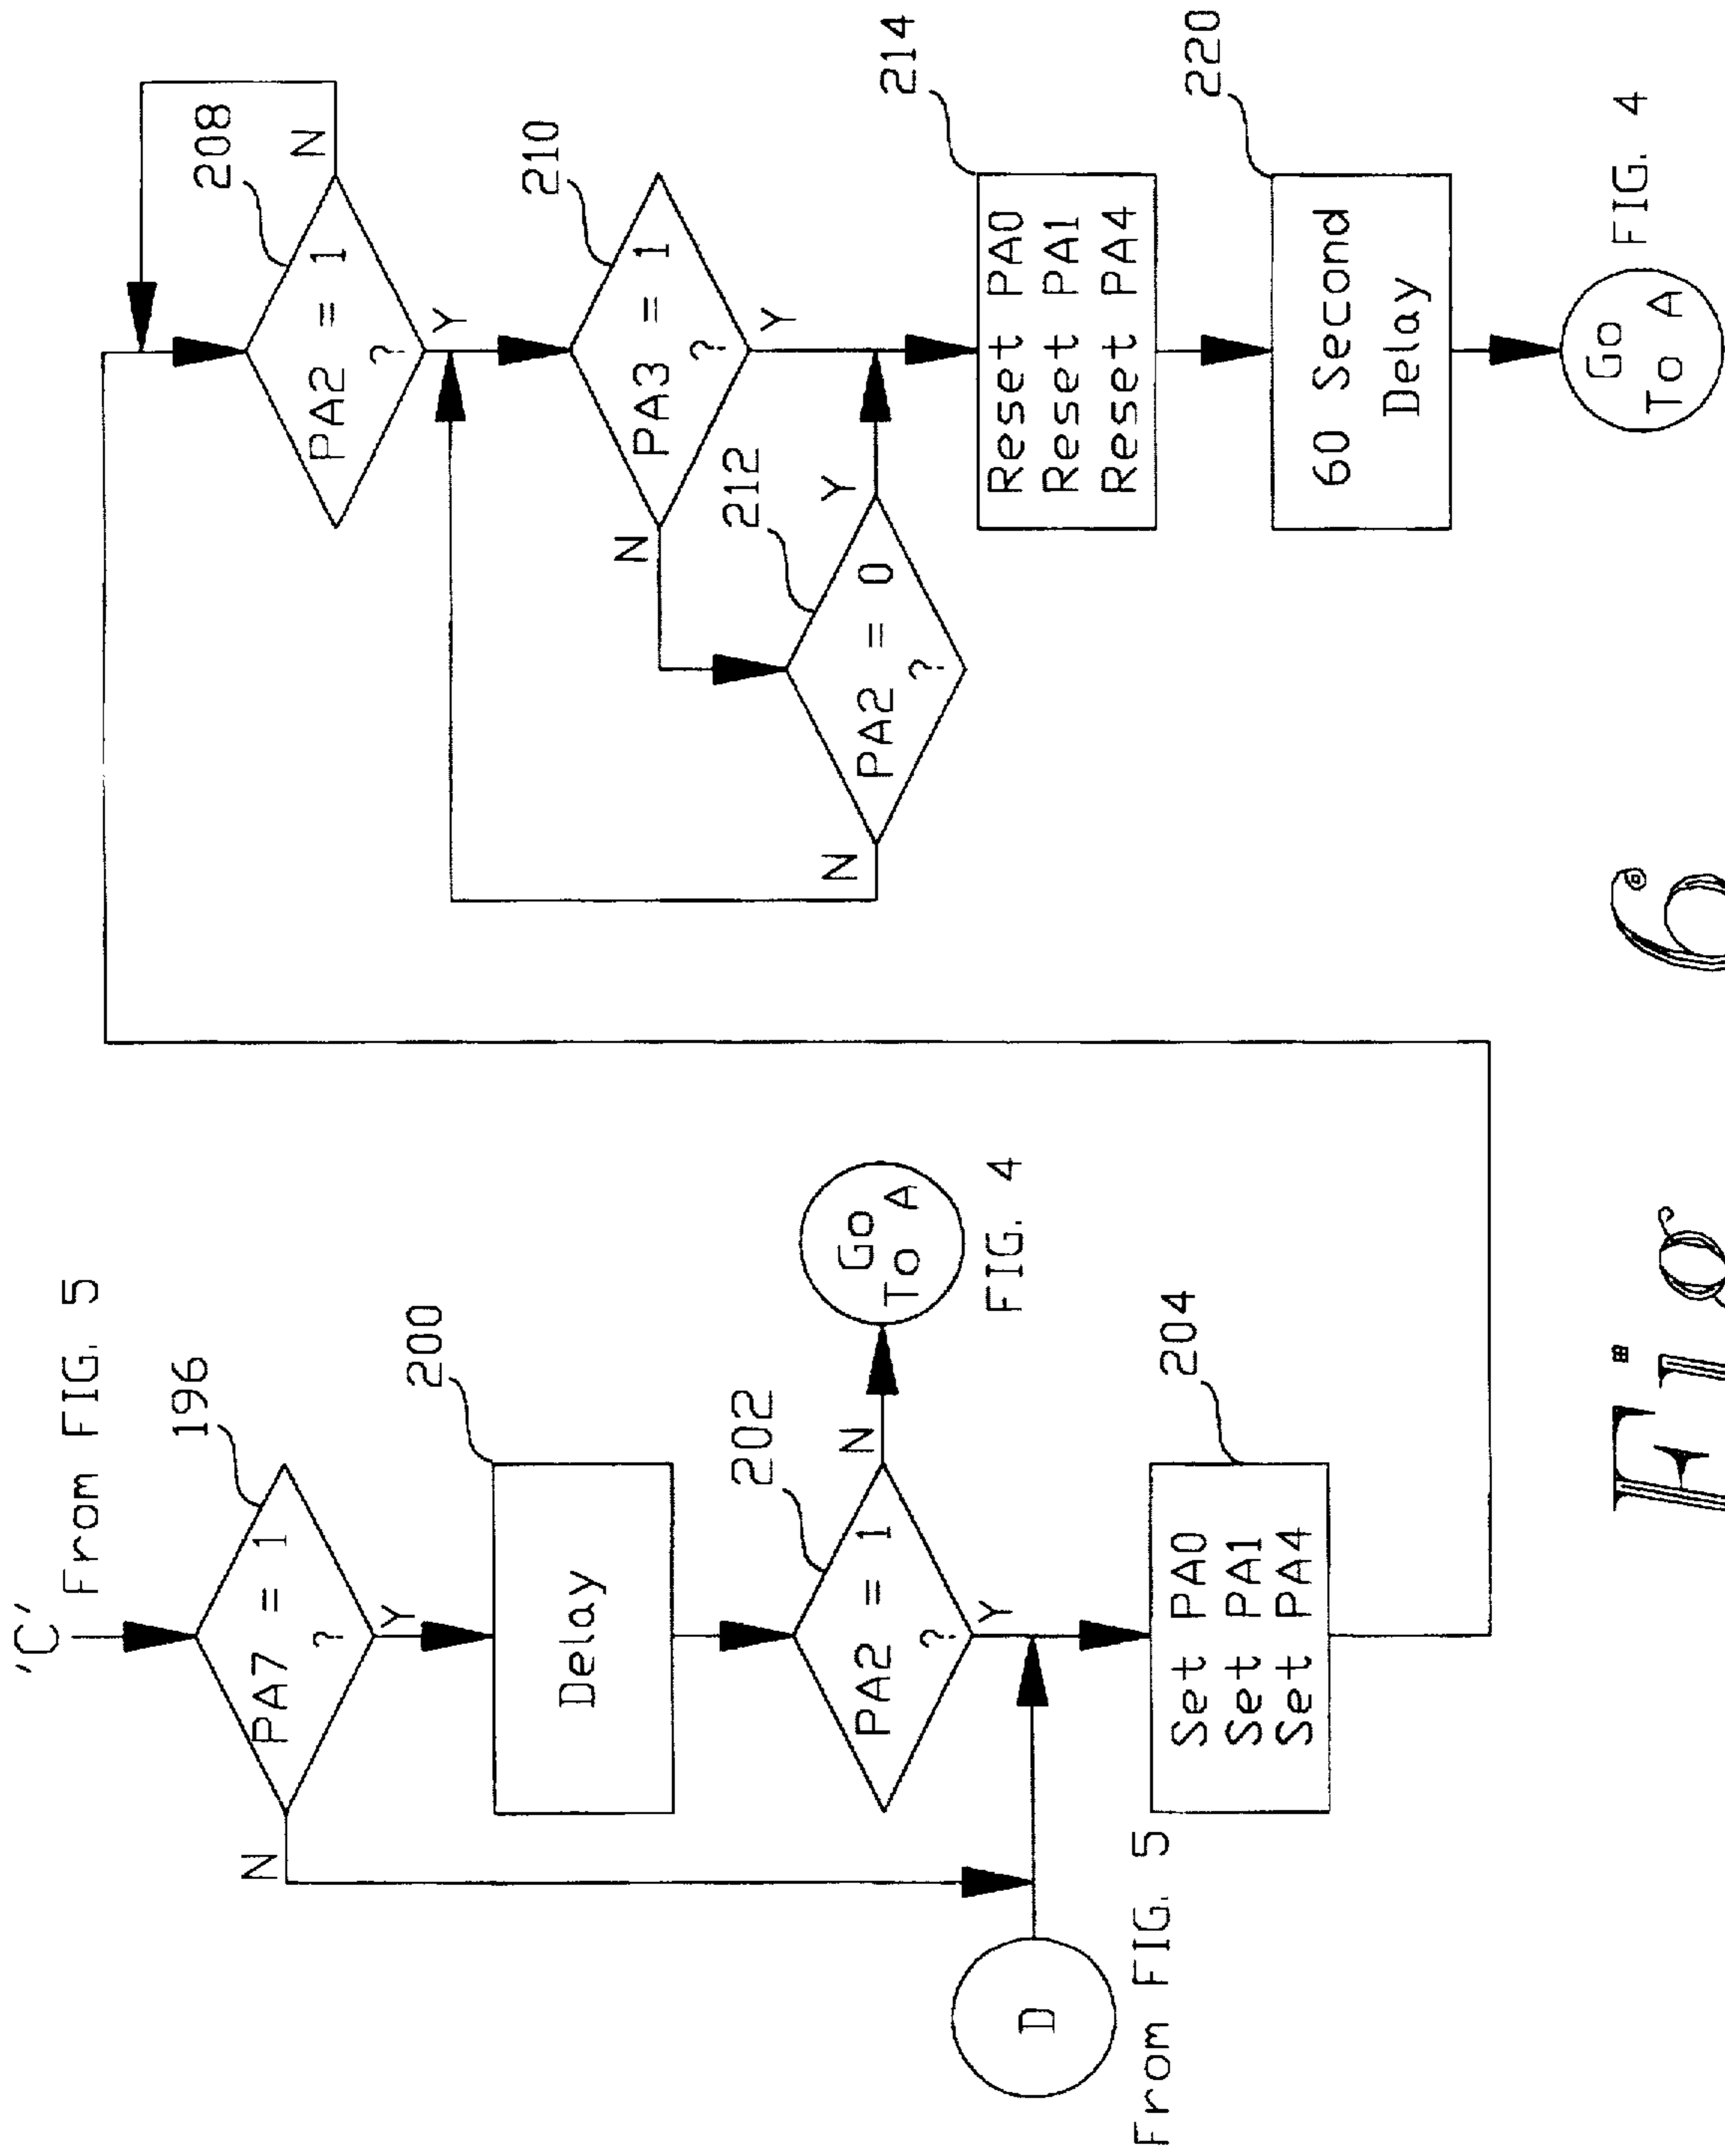 'C'
From FIG. 5
196
PA7 = 1
?
N
Y
200
Delay
202
PA2 = 1
?
N
Y
Go
To A
FIG. 4
D
From FIG. 5
204
Set PA0
Set PA1
Set PA4
208
PA2 = 1
?
N
Y
210
PA3 = 1
?
N
Y
212
PA2 = 0
?
N
Y
214
Reset PA0
Reset PA1
Reset PA4
220
60 Second
Delay
Go
To A
FIG. 4
Fig 6